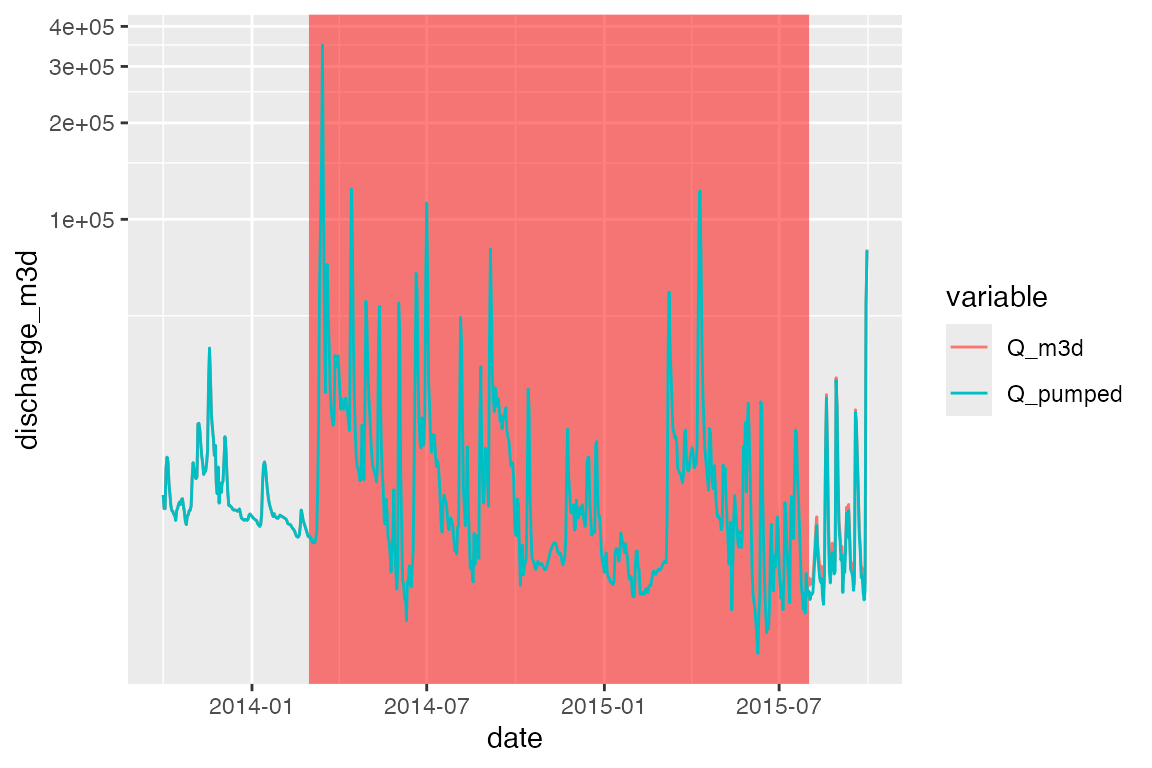 4e+05
3e+05
2e+05
1e+05
discharge_m3d
2014-01
2014-07
2015-01
2015-07
date
variable
Q_m3d
Q_pumped